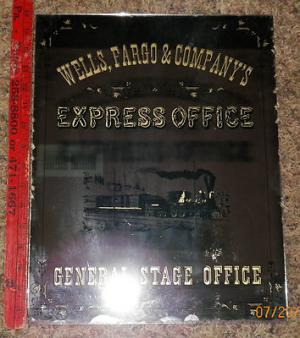 WELLS, FARGO & COMPANY'S
EXPRESS OFFICE
GENERAL STAGE OFFICE